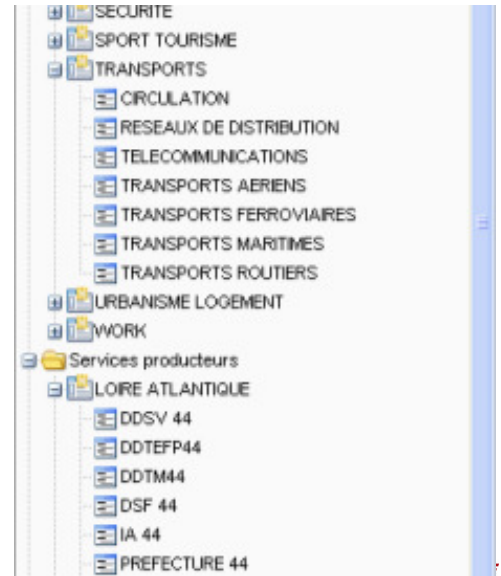 SECURITE
SPORT TOURISME
TRANSPORTS
CIRCULATION
RESEAUX DE DISTRIBUTION
TELECOMMUNICATIONS
TRANSPORTS AERIENS
TRANSPORTS FERROVIAIRES
TRANSPORTS MARITIMES
TRANSPORTS ROUTIERS
URBANISME LOGEMENT
WORK
Services producteurs
LOIRE ATLANTIQUE
DDSV 44
DDTEFP44
DDTM44
DSF 44
IA 44
PREFECTURE 44